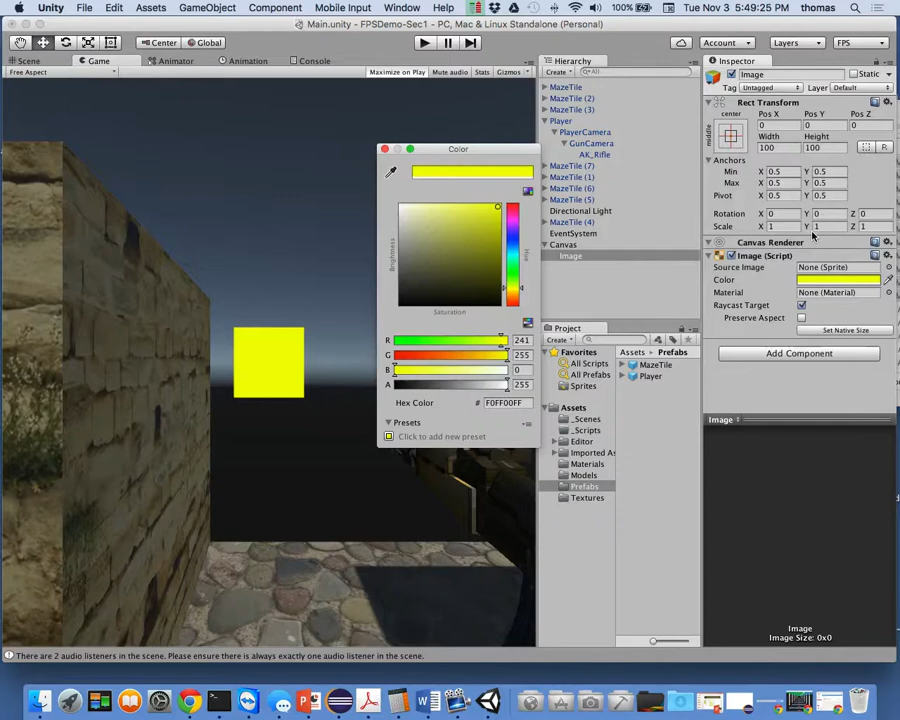 Unity File Edit Assets GameObject Component Mobile Input Window Help 100% Tue Nov 3 5:49:25 PM thomas
Main.unity - FPSDemo-Sec1 - PC, Mac & Linux Standalone (Personal)
Center Global Account Layers FPS
Scene Game Animator Animation Console
Free Aspect Maximize on Play Mute audio Stats Gizmos
Hierarchy
Create All
MazeTile
MazeTile (2)
MazeTile (3)
Player
PlayerCamera
GunCamera
AK_Rifle
MazeTile (7)
MazeTile (1)
MazeTile (6)
MazeTile (5)
Directional Light
MazeTile (4)
EventSystem
Canvas
Image
Color
Brightness
Hue
Saturation
R 241
G 255
B 0
A 255
Hex Color # F0FF00FF
Presets
Click to add new preset
Project
Create
Favorites
All Scripts
All Prefabs
Sprites
Assets
_Scenes
_Scripts
Editor
Imported As
Materials
Models
Prefabs
Textures
Assets Prefabs
MazeTile
Player
Inspector
Image Static
Tag Untagged Layer Default
Rect Transform
center Pos X Pos Y Pos Z
middle 0 0 0
Width Height
100 100 R
Anchors
Min X 0.5 Y 0.5
Max X 0.5 Y 0.5
Pivot X 0.5 Y 0.5
Rotation X 0 Y 0 Z 0
Scale X 1 Y 1 Z 1
Canvas Renderer
Image (Script)
Source Image None (Sprite)
Color
Material None (Material)
Raycast Target
Preserve Aspect
Set Native Size
Add Component
Image
Image
Image Size: 0x0
There are 2 audio listeners in the scene. Please ensure there is always exactly one audio listener in the scene.